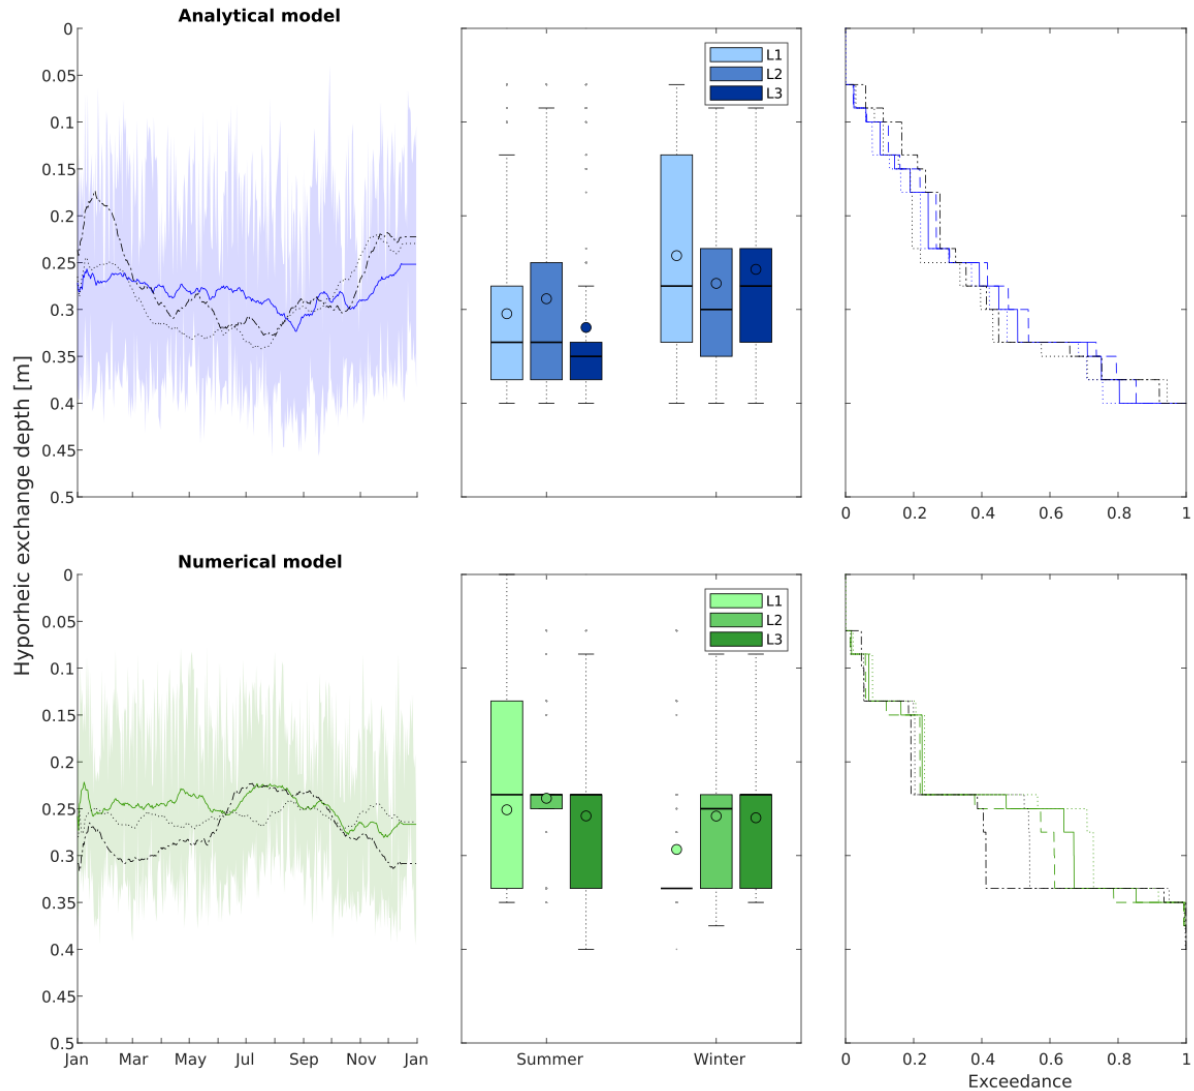 Analytical model
0
0.05
0.1
0.15
0.2
0.25
0.3
0.35
0.4
0.45
0.5
L1
L2
L3
0 0.2 0.4 0.6 0.8 1
Hyporheic exchange depth [m]
Numerical model
0
0.05
0.1
0.15
0.2
0.25
0.3
0.35
0.4
0.45
0.5
Jan Mar May Jul Sep Nov Jan
L1
L2
L3
Summer Winter
0 0.2 0.4 0.6 0.8 1
Exceedance